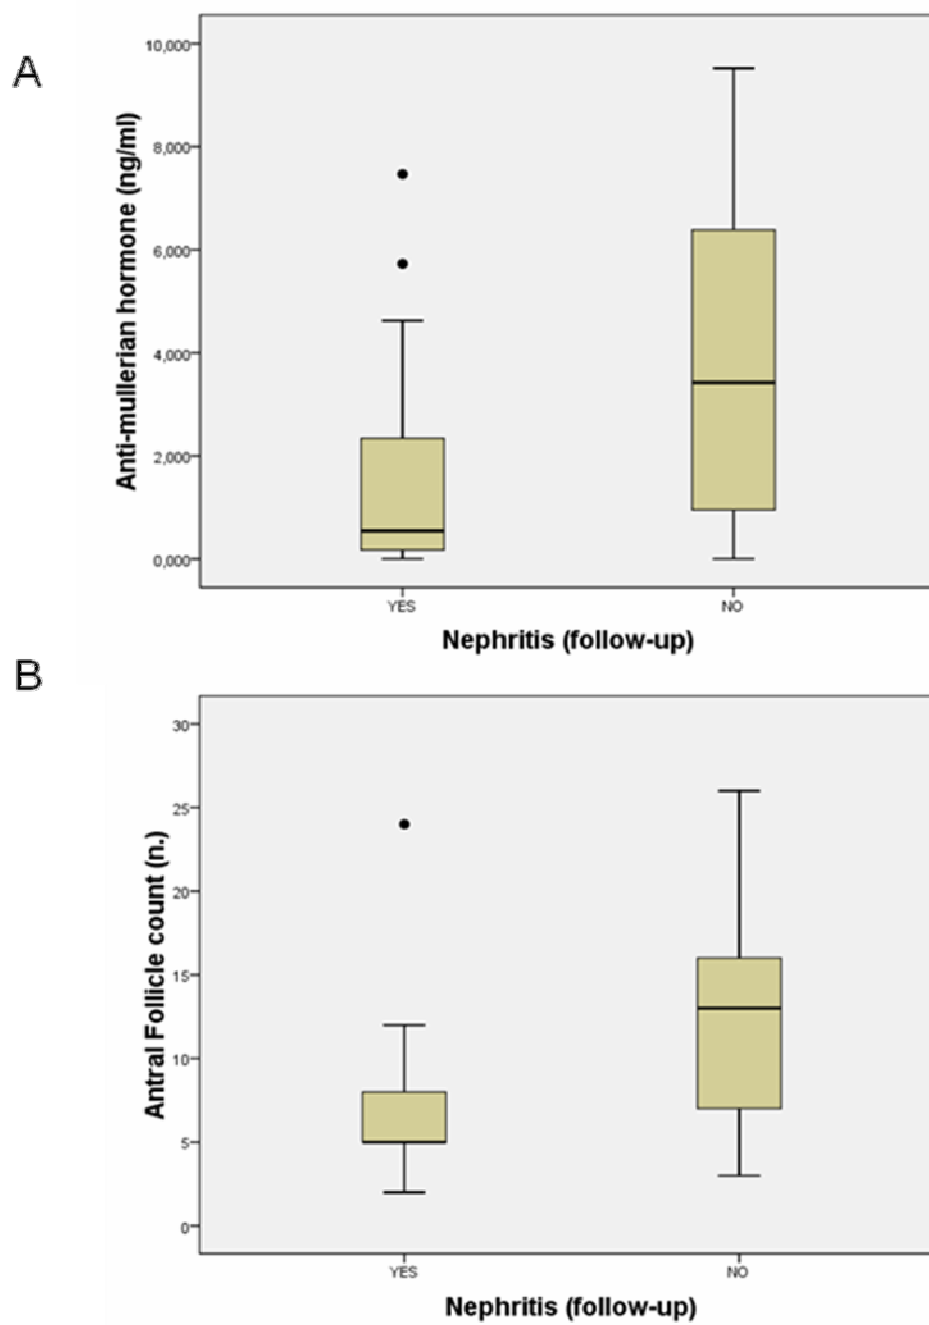 A
Anti-mullerian hormone (ng/ml)
10,000
8,000
6,000
4,000
2,000
0,000
YES
NO
Nephritis (follow-up)
B
Antral Follicle count (n.)
30
25
20
15
10
5
0
YES
NO
Nephritis (follow-up)